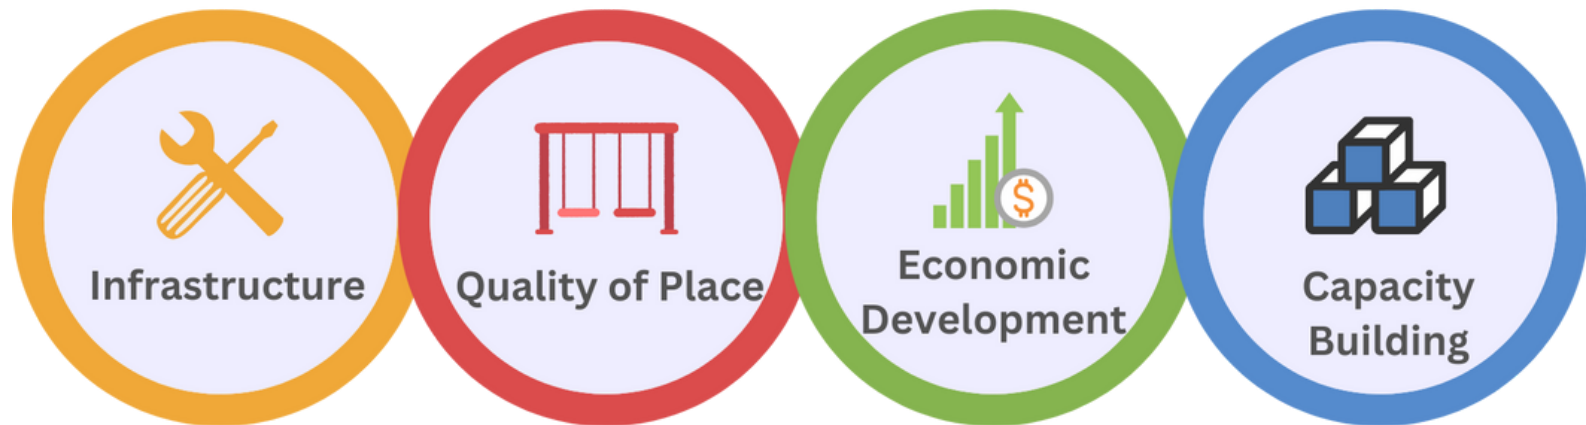 Infrastructure
Quality of Place
$
Economic
Development
Capacity
Building